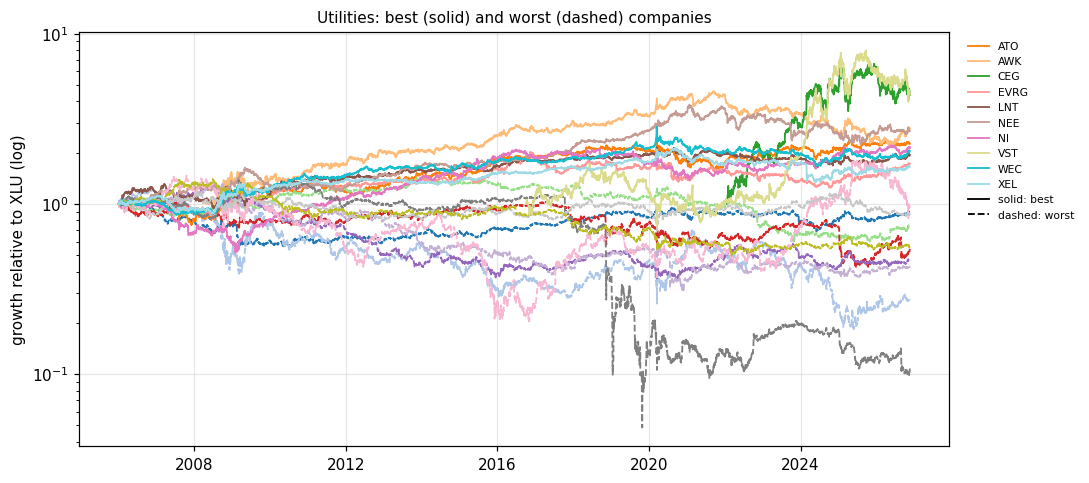 Utilities: best (solid) and worst (dashed) companies
growth relative to XLU (log)
10¹
10⁰
10⁻¹
2008
2012
2016
2020
2024
ATO
AWK
CEG
EVRG
LNT
NEE
NI
VST
WEC
XEL
solid: best
dashed: worst